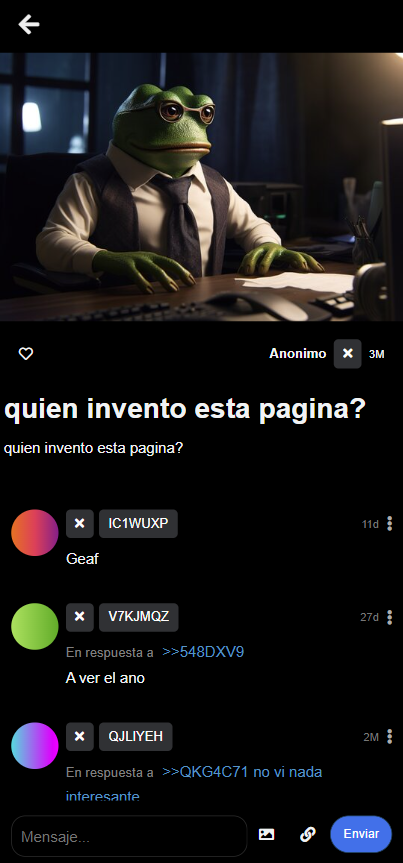 Anonimo 3M
quien invento esta pagina?
quien invento esta pagina?
IC1WUXP 11d
Geaf
V7KJMQZ 27d
En respuesta a >>548DXV9
A ver el ano
QJLIYEH 2M
En respuesta a >>QKG4C71 no vi nada
interesante
Mensaje... Enviar